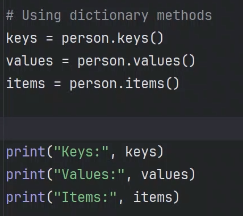 # Using dictionary methods
keys = person.keys()
values = person.values()
items = person.items()
print("Keys:", keys)
print("Values:", values)
print("Items:", items)